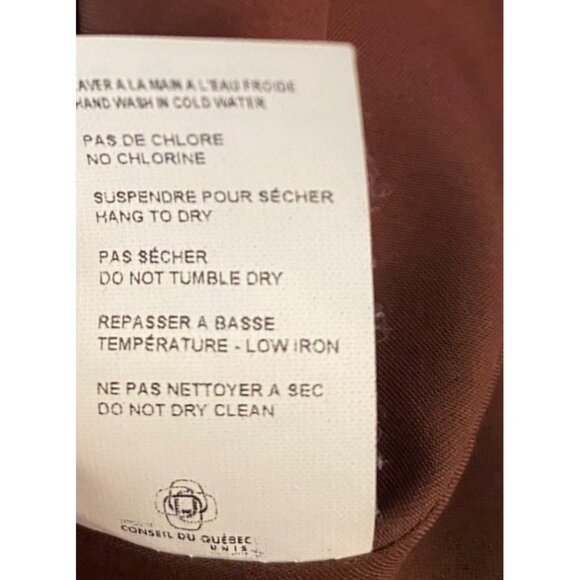 LAVER A LA MAIN A L'EAU FROIDE
HAND WASH IN COLD WATER
PAS DE CHLORE
NO CHLORINE
SUSPENDRE POUR SÉCHER
HANG TO DRY
PAS SÉCHER
DO NOT TUMBLE DRY
REPASSER A BASSE
TEMPÉRATURE - LOW IRON
NE PAS NETTOYER A SEC
DO NOT DRY CLEAN
CONSEIL DU QUÉBEC
UNIS